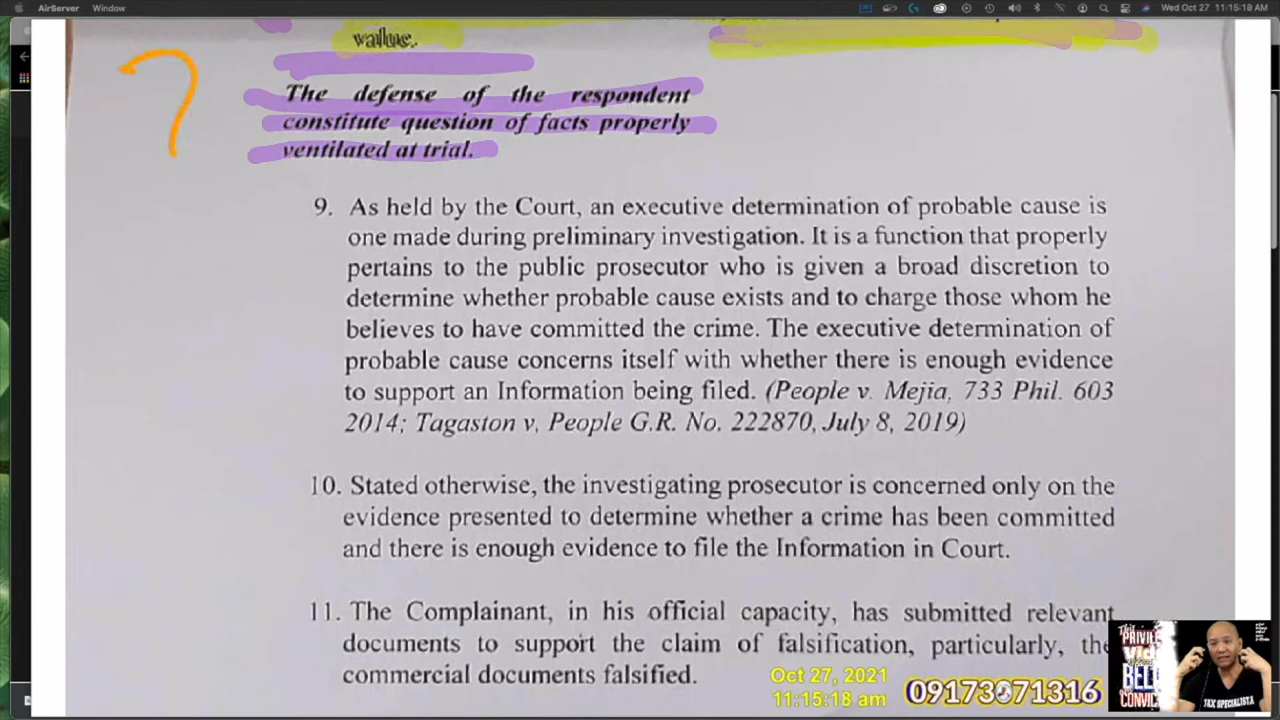 AirServer Window Wed Oct 27 11:15:18 AM
value.
The defense of the respondent
constitute question of facts properly
ventilated at trial.
9. As held by the Court, an executive determination of probable cause is
one made during preliminary investigation. It is a function that properly
pertains to the public prosecutor who is given a broad discretion to
determine whether probable cause exists and to charge those whom he
believes to have committed the crime. The executive determination of
probable cause concerns itself with whether there is enough evidence
to support an Information being filed. (People v. Mejia, 733 Phil. 603
2014; Tagaston v, People G.R. No. 222870, July 8, 2019)
10. Stated otherwise, the investigating prosecutor is concerned only on the
evidence presented to determine whether a crime has been committed
and there is enough evidence to file the Information in Court.
11. The Complainant, in his official capacity, has submitted relevant
documents to support the claim of falsification, particularly, the
commercial documents falsified.
Oct 27, 2021
11:15:18 am
09173071316
TAX SPECIALISTA